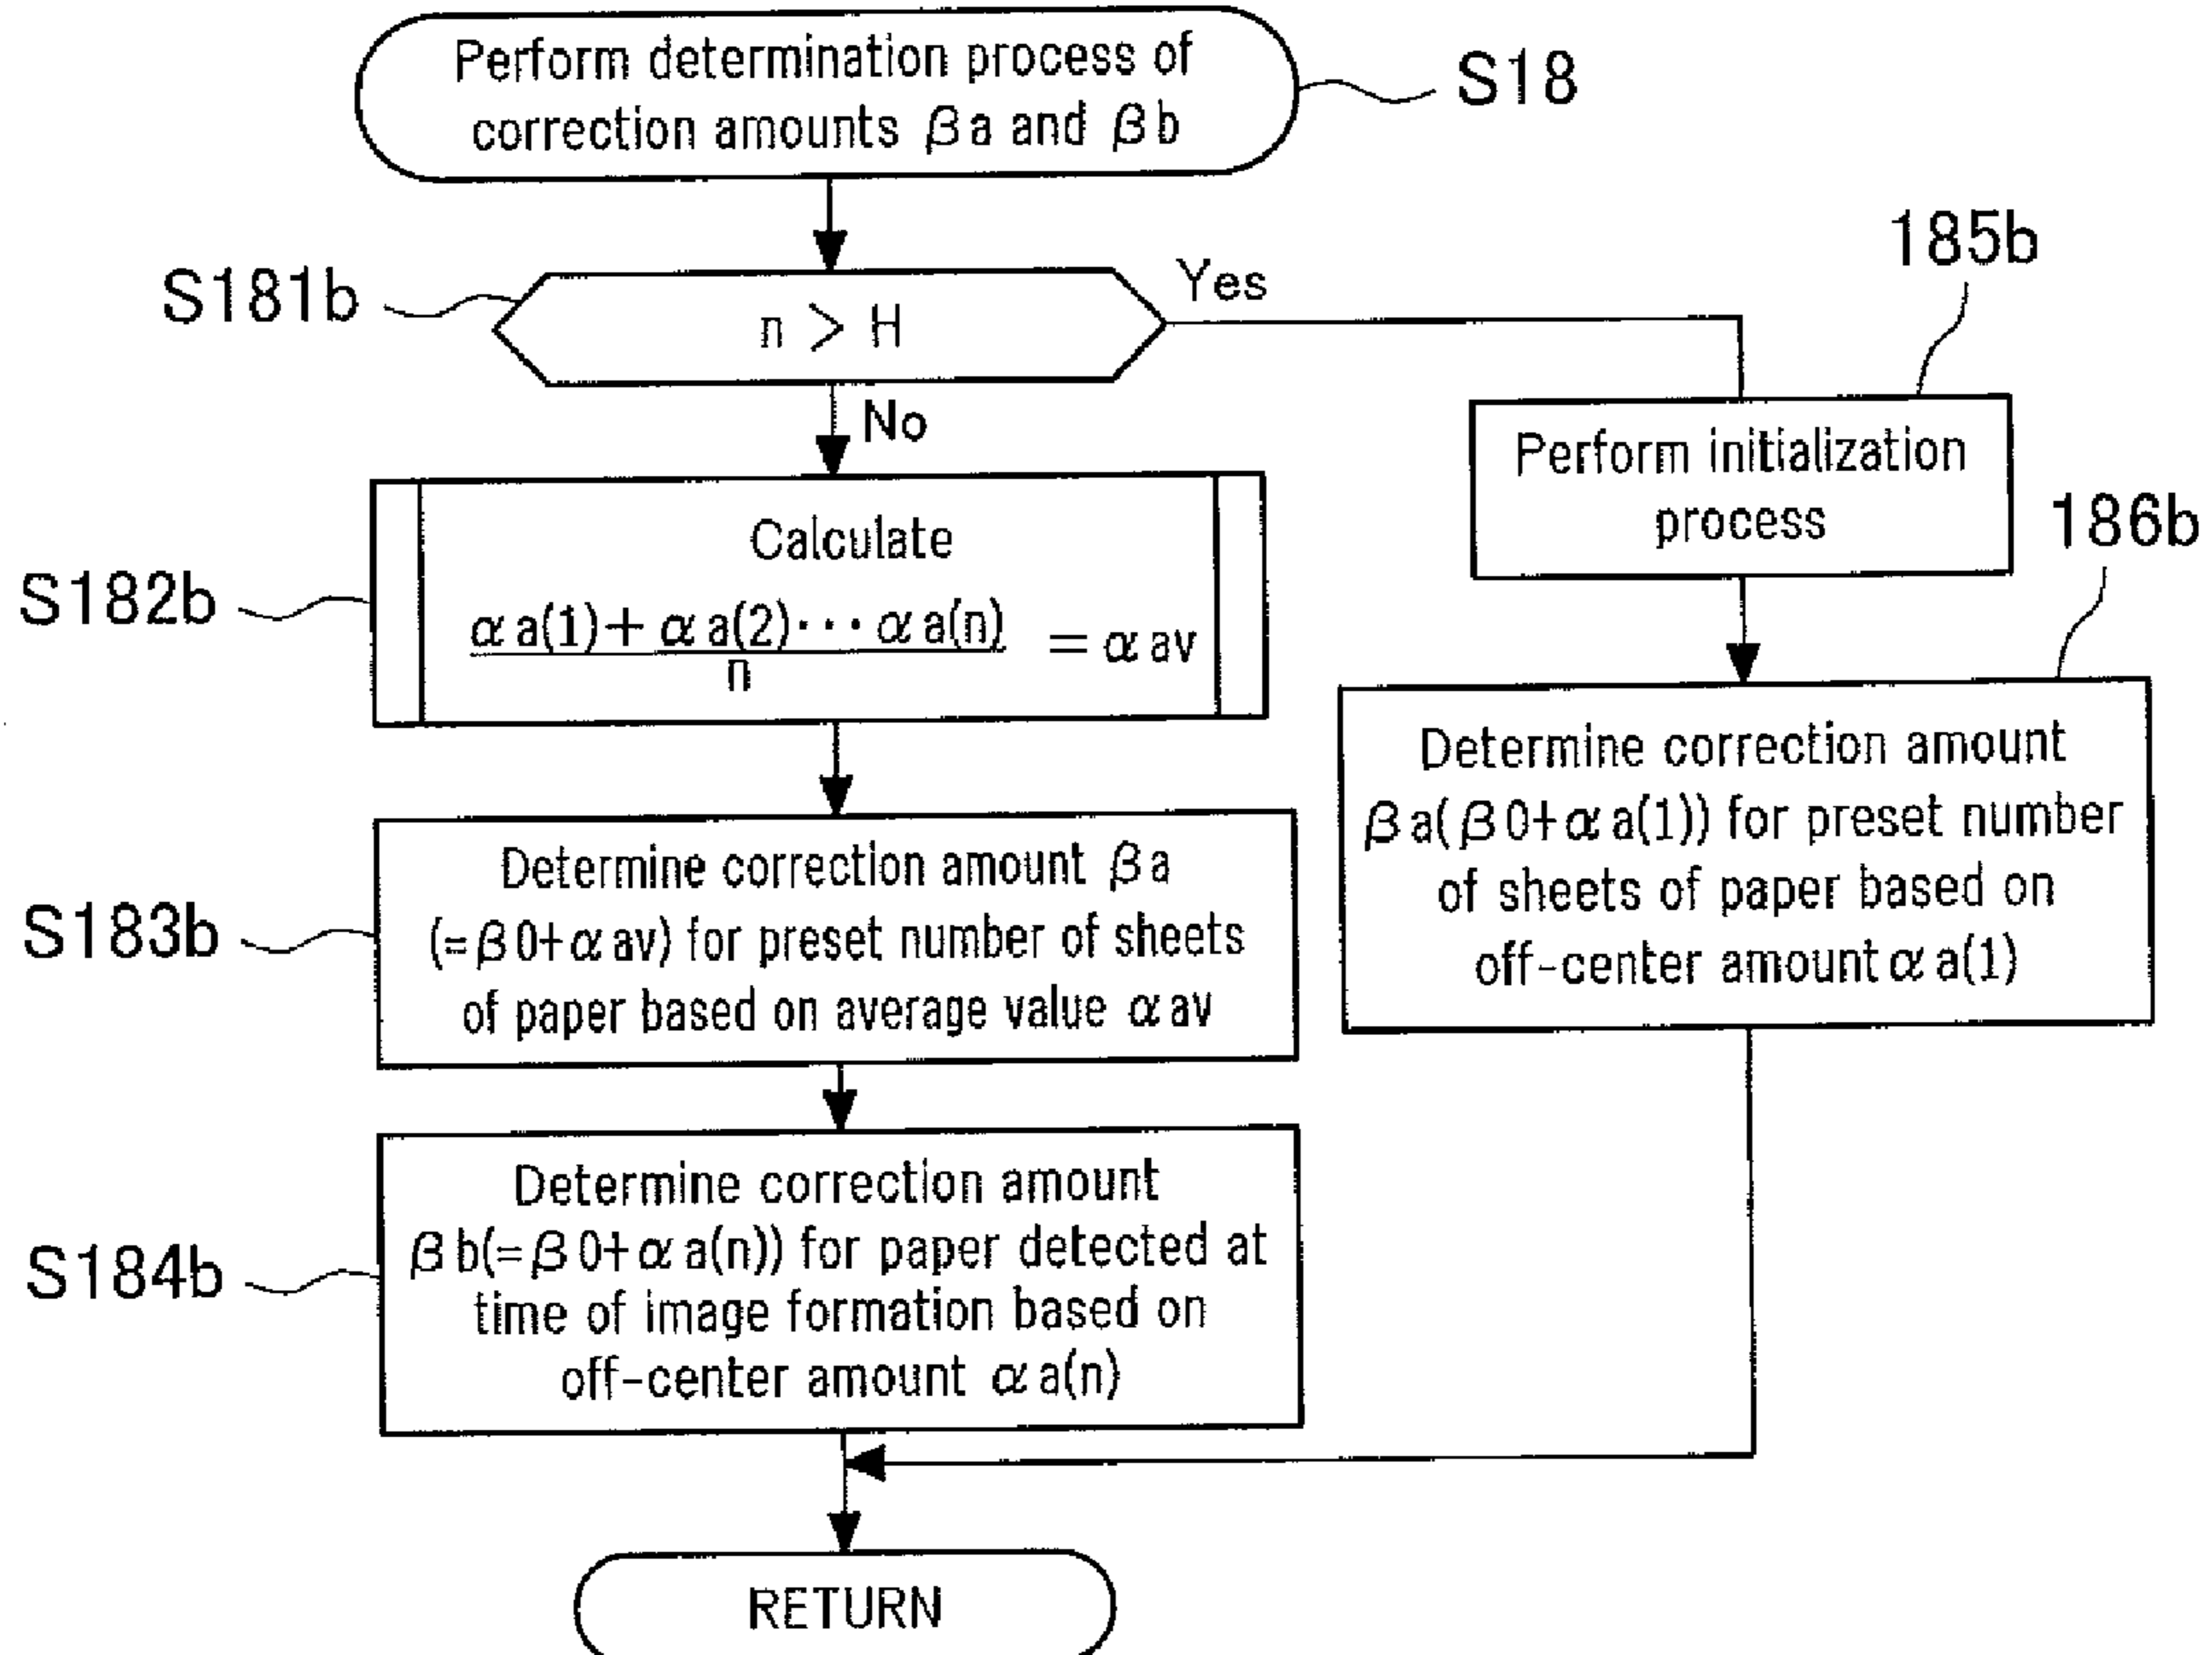 Perform determination process of
correction amounts βa and βb
S18
S181b
n > H
Yes
No
185b
Perform initialization
process
S182b
Calculate
αa(1)+αa(2)···αa(n)
n
= αav
186b
Determine correction amount
βa(β0+αa(1)) for preset number
of sheets of paper based on
off-center amount αa(1)
S183b
Determine correction amount βa
(=β0+αav) for preset number of sheets
of paper based on average value αav
S184b
Determine correction amount
βb(=β0+αa(n)) for paper detected at
time of image formation based on
off-center amount αa(n)
RETURN